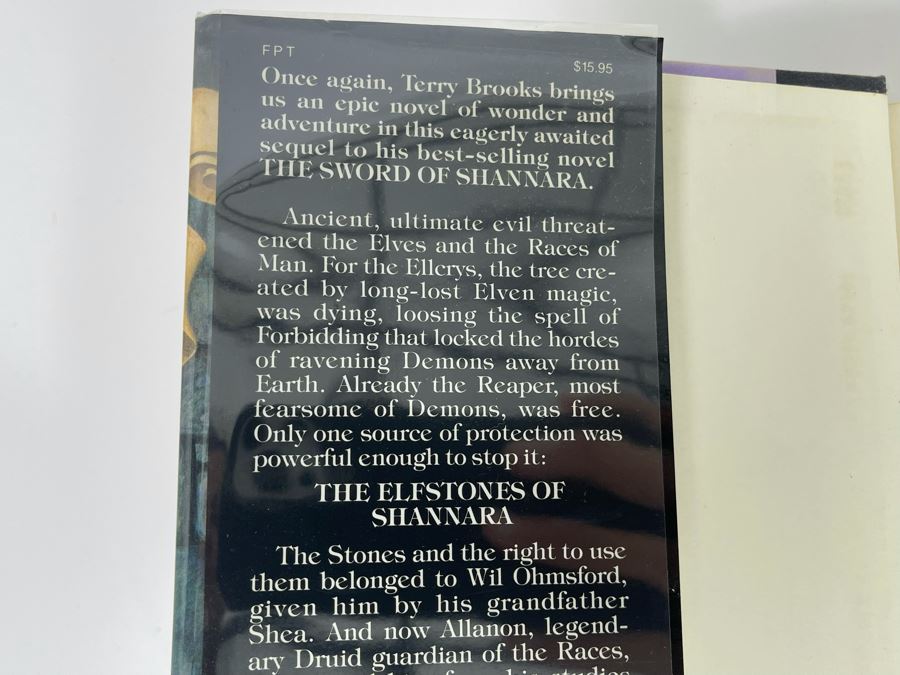 FPT
$15.95
Once again, Terry Brooks brings
us an epic novel of wonder and
adventure in this eagerly awaited
sequel to his best-selling novel
THE SWORD OF SHANNARA.
Ancient, ultimate evil threat-
ened the Elves and the Races of
Man. For the Ellcrys, the tree cre-
ated by long-lost Elven magic,
was dying, loosing the spell of
Forbidding that locked the hordes
of ravening Demons away from
Earth. Already the Reaper, most
fearsome of Demons, was free.
Only one source of protection was
powerful enough to stop it:
THE ELFSTONES OF
SHANNARA
The Stones and the right to use
them belonged to Wil Ohmsford,
given him by his grandfather
Shea. And now Allanon, legend-
ary Druid guardian of the Races,
his studies